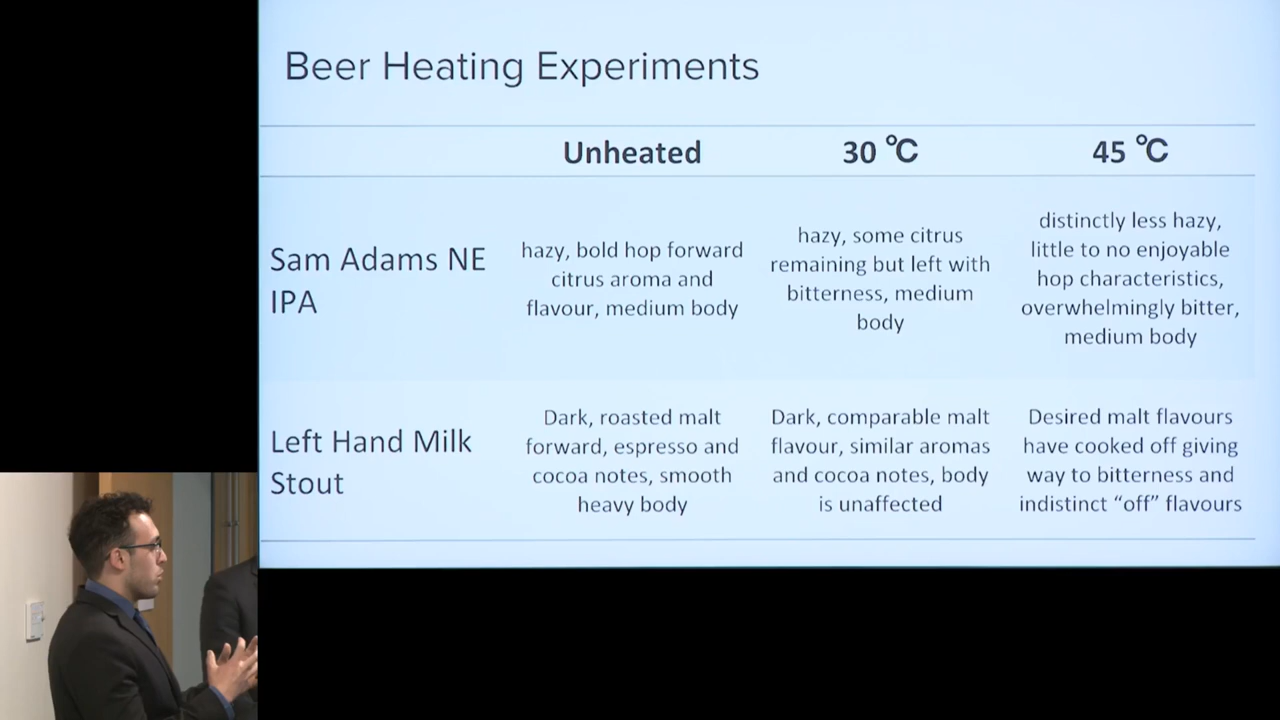 Beer Heating Experiments
Unheated
30 °C
45 °C
Sam Adams NE
IPA
hazy, bold hop forward
citrus aroma and
flavour, medium body
hazy, some citrus
remaining but left with
bitterness, medium
body
distinctly less hazy,
little to no enjoyable
hop characteristics,
overwhelmingly bitter,
medium body
Left Hand Milk
Stout
Dark, roasted malt
forward, espresso and
cocoa notes, smooth
heavy body
Dark, comparable malt
flavour, similar aromas
and cocoa notes, body
is unaffected
Desired malt flavours
have cooked off giving
way to bitterness and
indistinct “off” flavours